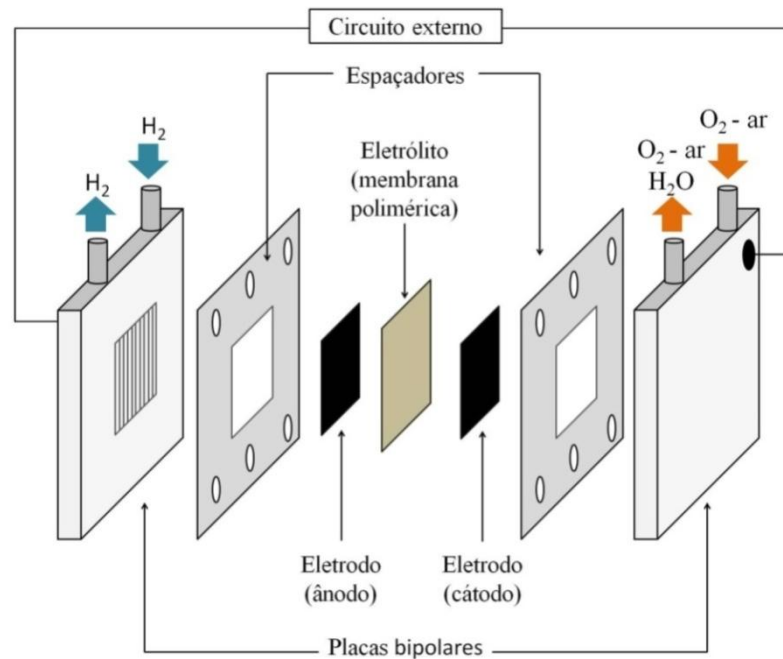 Circuito externo
Espaçadores
H₂
H₂
Eletrólito
(membrana
polimérica)
O₂ - ar
O₂ - ar
H₂O
Eletrodo
(ânodo)
Eletrodo
(cátodo)
Placas bipolares